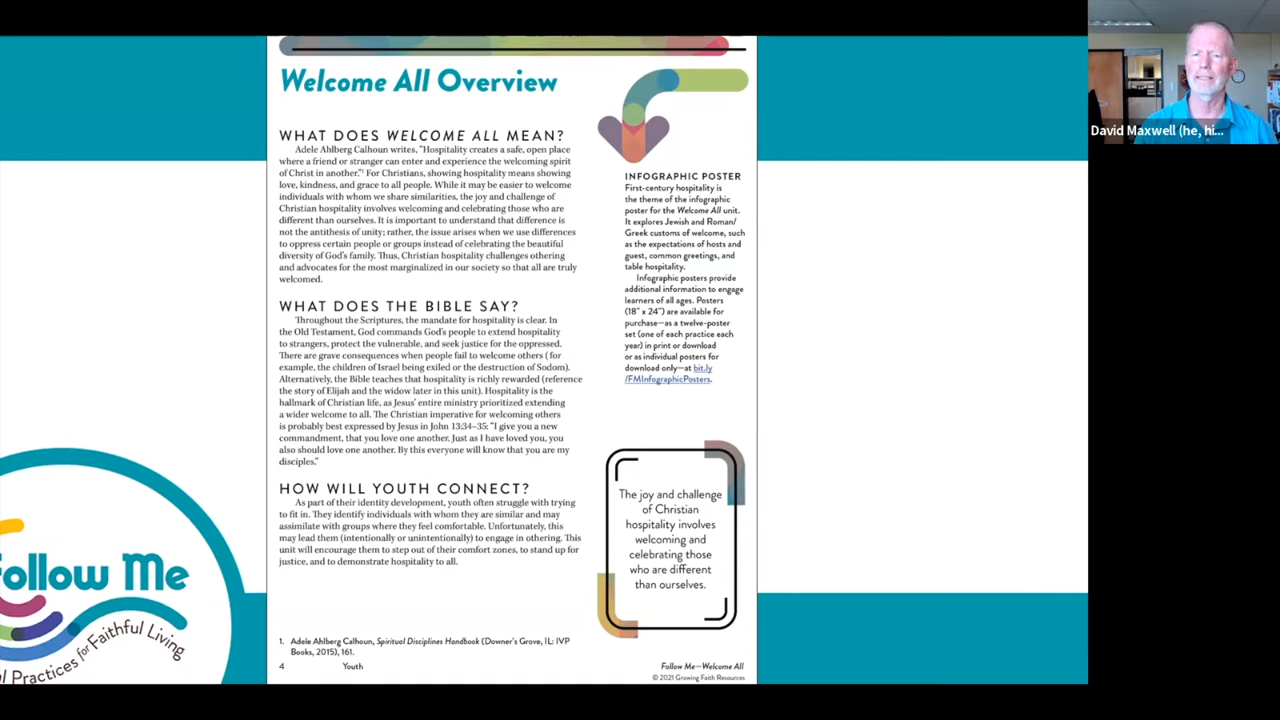 Welcome All Overview
WHAT DOES WELCOME ALL MEAN?
Adele Ahlberg Calhoun writes, "Hospitality creates a safe, open place
where a friend or stranger can enter and experience the welcoming spirit
of Christ in another."1 For Christians, showing hospitality means showing
love, kindness, and grace to all people. While it may be easier to welcome
individuals with whom we share similarities, the joy and challenge of
Christian hospitality involves welcoming and celebrating those who are
different than ourselves. It is important to understand that difference is
not the antithesis of unity; rather, the issue arises when we use differences
to oppress certain people or groups instead of celebrating the beautiful
diversity of God's family. Thus, Christian hospitality challenges othering
and advocates for the most marginalized in our society so that all are truly
welcomed.
WHAT DOES THE BIBLE SAY?
Throughout the Scriptures, the mandate for hospitality is clear. In
the Old Testament, God commands God's people to extend hospitality
to strangers, protect the vulnerable, and seek justice for the oppressed.
There are grave consequences when people fail to welcome others ( for
example, the children of Israel being exiled or the destruction of Sodom).
Alternatively, the Bible teaches that hospitality is richly rewarded (reference
the story of Elijah and the widow later in this unit). Hospitality is the
hallmark of Christian life, as Jesus' entire ministry prioritized extending
a wider welcome to all. The Christian imperative for welcoming others
is probably best expressed by Jesus in John 13:34–35: "I give you a new
commandment, that you love one another. Just as I have loved you, you
also should love one another. By this everyone will know that you are my
disciples."
HOW WILL YOUTH CONNECT?
As part of their identity development, youth often struggle with trying
to fit in. They identify individuals with whom they are similar and may
assimilate with groups where they feel comfortable. Unfortunately, this
may lead them (intentionally or unintentionally) to engage in othering. This
unit will encourage them to step out of their comfort zones, to stand up for
justice, and to demonstrate hospitality to all.
1. Adele Ahlberg Calhoun, Spiritual Disciplines Handbook (Downer's Grove, IL: IVP
Books, 2015), 161.
4 Youth
INFOGRAPHIC POSTER
First-century hospitality is
the theme of the infographic
poster for the Welcome All unit.
It explores Jewish and Roman/
Greek customs of welcome, such
as the expectations of hosts and
guest, common greetings, and
table hospitality.
Infographic posters provide
additional information to engage
learners of all ages. Posters
(18" x 24") are available for
purchase—as a twelve-poster
set (one of each practice each
year) in print or download
or as individual posters for
download only—at bit.ly
/FMInfographicPosters.
The joy and challenge
of Christian
hospitality involves
welcoming and
celebrating those
who are different
than ourselves.
Follow Me—Welcome All
© 2021 Growing Faith Resources
ollow Me
al Practices for Faithful Living
David Maxwell (he, hi...